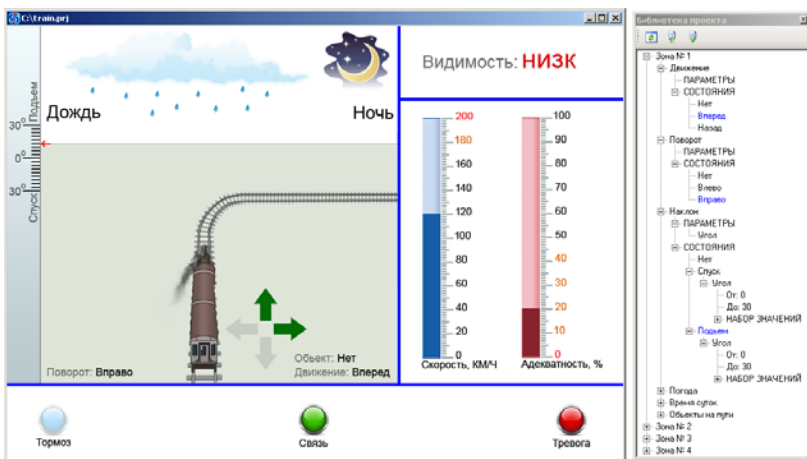 C:\train.prj
Дождь
Ночь
Видимость: НИЗК
Подъем
30°
0°
30°
Спуск
200
180
160
140
120
100
80
60
40
20
0
Скорость, КМ/Ч
100
90
80
70
60
50
40
30
20
10
0
Адекватность, %
Поворот: Вправо
Обьект: Нет
Движение: Вперед
Тормоз
Связь
Тревога
Библиотека проекта
Зона № 1
Движение
ПАРАМЕТРЫ
СОСТОЯНИЯ
Нет
Вперед
Назад
Поворот
ПАРАМЕТРЫ
СОСТОЯНИЯ
Нет
Влево
Вправо
Наклон
ПАРАМЕТРЫ
Угол
СОСТОЯНИЯ
Нет
Спуск
Угол
От: 0
До: 30
НАБОР ЗНАЧЕНИЙ
Подьем
Угол
От: 0
До: 30
НАБОР ЗНАЧЕНИЙ
Погода
Время суток
Обьекты на пути
Зона № 2
Зона № 3
Зона № 4